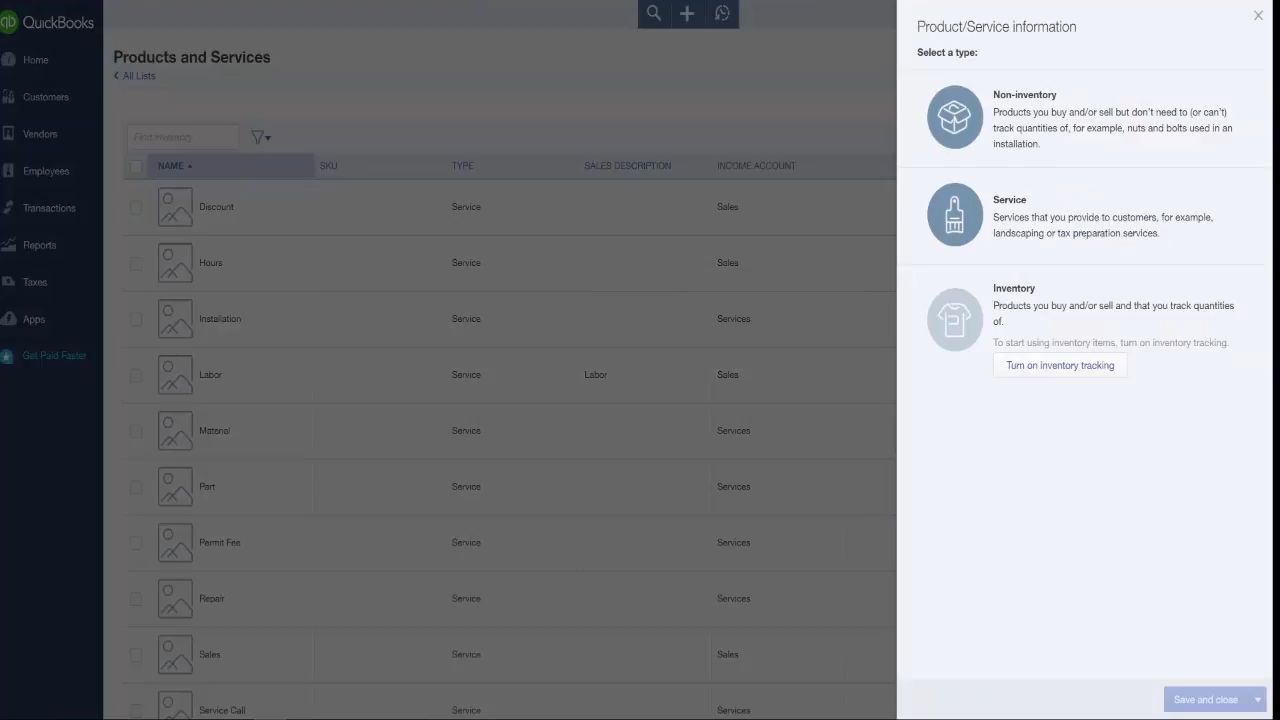 QuickBooks
Home
Customers
Vendors
Employees
Transactions
Reports
Taxes
Apps
Get Paid Faster
Products and Services
All Lists
Find Inventory
NAME SKU TYPE SALES DESCRIPTION INCOME ACCOUNT
Discount Service Sales
Hours Service Sales
Installation Service Services
Labor Service Labor Sales
Material Service Services
Part Service Services
Permit Fee Service Services
Repair Service Services
Sales Service Sales
Service Call Service Services
Product/Service information
Select a type:
Non-inventory
Products you buy and/or sell but don't need to (or can't)
track quantities of, for example, nuts and bolts used in an
installation.
Service
Services that you provide to customers, for example,
landscaping or tax preparation services.
Inventory
Products you buy and/or sell and that you track quantities
of.
To start using inventory items, turn on inventory tracking.
Turn on inventory tracking
Save and close